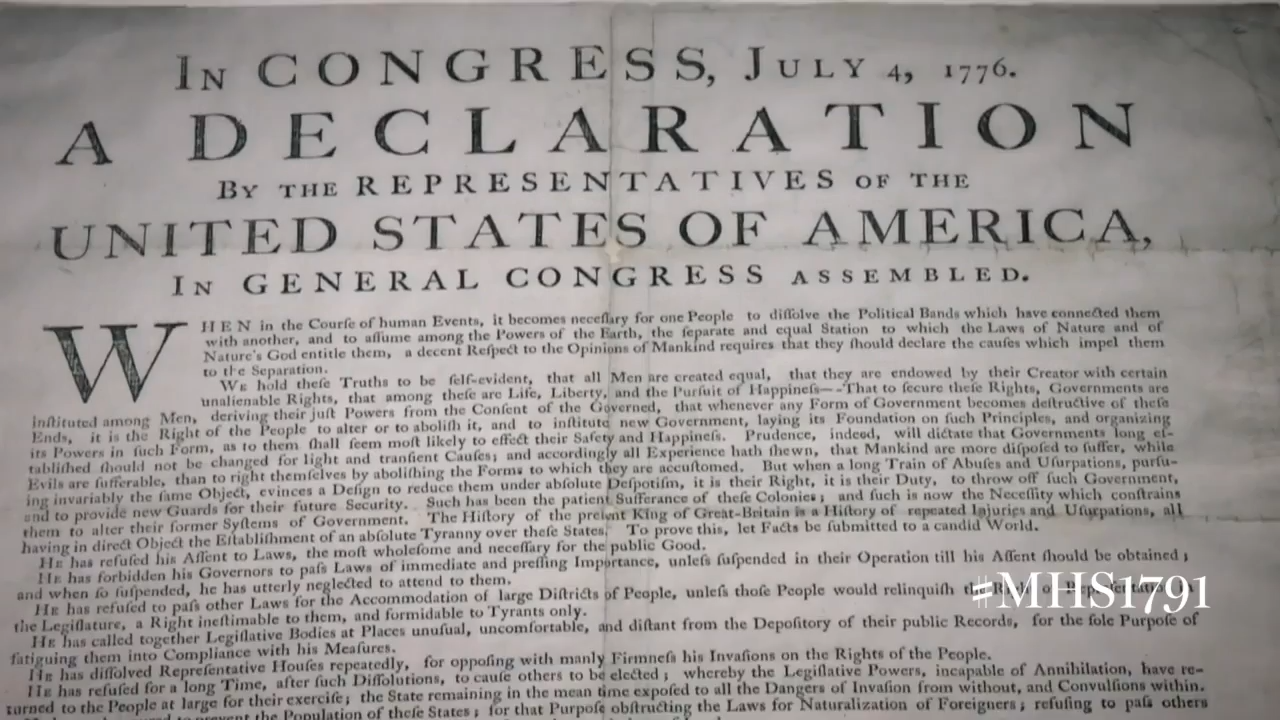 IN CONGRESS, JULY 4, 1776.
A DECLARATION
BY THE REPRESENTATIVES OF THE
UNITED STATES OF AMERICA,
IN GENERAL CONGRESS ASSEMBLED.
WHEN in the Courſe of human Events, it becomes neceſſary for one People to diſſolve the Political Bands which have connected them
with another, and to aſſume among the Powers of the Earth, the ſeparate and equal Station to which the Laws of Nature and of
Nature's God entitle them, a decent Reſpect to the Opinions of Mankind requires that they ſhould declare the cauſes which impel them
to the Separation.
WE hold theſe Truths to be ſelf-evident, that all Men are created equal, that they are endowed by their Creator with certain
unalienable Rights, that among theſe are Life, Liberty, and the Purſuit of Happineſs--That to ſecure theſe Rights, Governments are
inſtituted among Men, deriving their juſt Powers from the Conſent of the Governed, that whenever any Form of Government becomes deſtructive of theſe
Ends, it is the Right of the People to alter or to aboliſh it, and to inſtitute new Government, laying its Foundation on ſuch Principles, and organizing
its Powers in ſuch Form, as to them ſhall ſeem moſt likely to effect their Safety and Happineſs. Prudence, indeed, will dictate that Governments long eſ-
tabliſhed ſhould not be changed for light and tranſient Cauſes; and accordingly all Experience hath ſhewn, that Mankind are more diſpoſed to ſuffer, while
Evils are ſufferable, than to right themſelves by aboliſhing the Forms to which they are accuſtomed. But when a long Train of Abuſes and Uſurpations, purſu-
ing invariably the ſame Object, evinces a Deſign to reduce them under abſolute Deſpotiſm, it is their Right, it is their Duty, to throw off ſuch Government,
and to provide new Guards for their future Security. Such has been the patient Sufferance of theſe Colonies; and ſuch is now the Neceſſity which conſtrains
them to alter their former Syſtems of Government. The Hiſtory of the preſent King of Great-Britain is a Hiſtory of repeated Injuries and Uſurpations, all
having in direct Object the Eſtabliſhment of an abſolute Tyranny over theſe States. To prove this, let Facts be ſubmitted to a candid World.
HE has refuſed his Aſſent to Laws, the moſt wholeſome and neceſſary for the public Good.
HE has forbidden his Governors to paſs Laws of immediate and preſſing Importance, unleſs ſuſpended in their Operation till his Aſſent ſhould be obtained;
and when ſo ſuſpended, he has utterly neglected to attend to them.
HE has refuſed to paſs other Laws for the Accommodation of large Diſtricts of People, unleſs thoſe People would relinquiſh the of
#MHS1791
the Legiſlature, a Right ineſtimable to them, and formidable to Tyrants only.
HE has called together Legiſlative Bodies at Places unuſual, uncomfortable, and diſtant from the Depoſitory of their public Records, for the ſole Purpoſe of
fatiguing them into Compliance with his Meaſures.
HE has diſſolved Repreſentative Houſes repeatedly, for oppoſing with manly Firmneſs his Invaſions on the Rights of the People.
HE has refuſed for a long Time, after ſuch Diſſolutions, to cauſe others to be elected; whereby the Legiſlative Powers, incapable of Annihilation, have re-
turned to the People at large for their exerciſe; the State remaining in the mean time expoſed to all the Dangers of Invaſion from without, and Convulſions within.
prevent the Population of theſe States; for that Purpoſe obſtructing the Laws for Naturalization of Foreigners; refuſing to paſs others